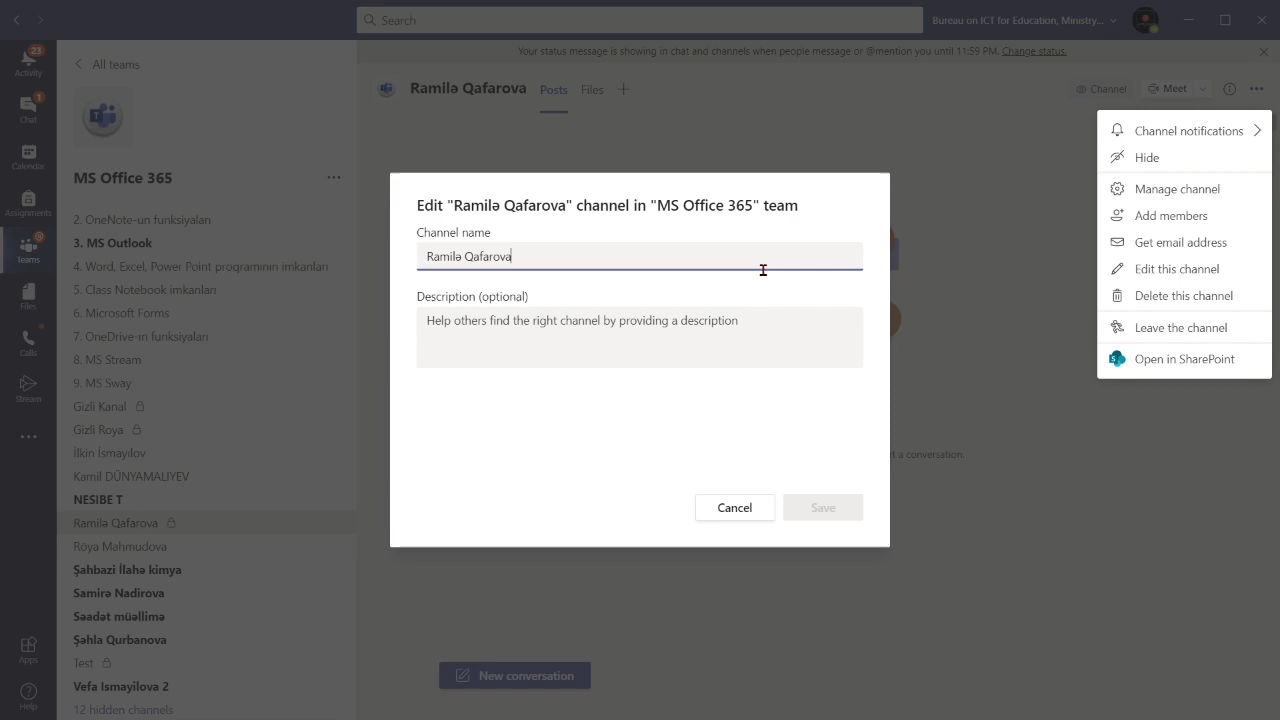 Search
Bureau on ICT for Education, Ministry...
Your status message is showing in chat and channels when people message or @mention you until 11:59 PM. Change status.
23
Activity
1
Chat
Calendar
Assignments
Teams
Files
Calls
Stream
Apps
Help
All teams
MS Office 365
2. OneNote-un funksiyaları
3. MS Outlook
4. Word, Excel, Power Point proqramının imkanları
5. Class Notebook imkanları
6. Microsoft Forms
7. OneDrive-ın funksiyaları
8. MS Stream
9. MS Sway
Gizli Kanal
Gizli Roya
İlkin İsmayılov
Kamil DÜNYAMALIYEV
NESIBE T
Ramilə Qafarova
Röya Mahmudova
Şahbazi İlahə kimya
Samirə Nadirova
Səadət müəllimə
Şəhla Qurbanova
Test
Vefa Ismayilova 2
12 hidden channels
Ramilə Qafarova
Posts
Files
Channel
Meet
Channel notifications
Hide
Manage channel
Add members
Get email address
Edit this channel
Delete this channel
Leave the channel
Open in SharePoint
Edit "Ramilə Qafarova" channel in "MS Office 365" team
Channel name
Ramilə Qafarova
Description (optional)
Help others find the right channel by providing a description
Cancel
Save
t a conversation.
New conversation